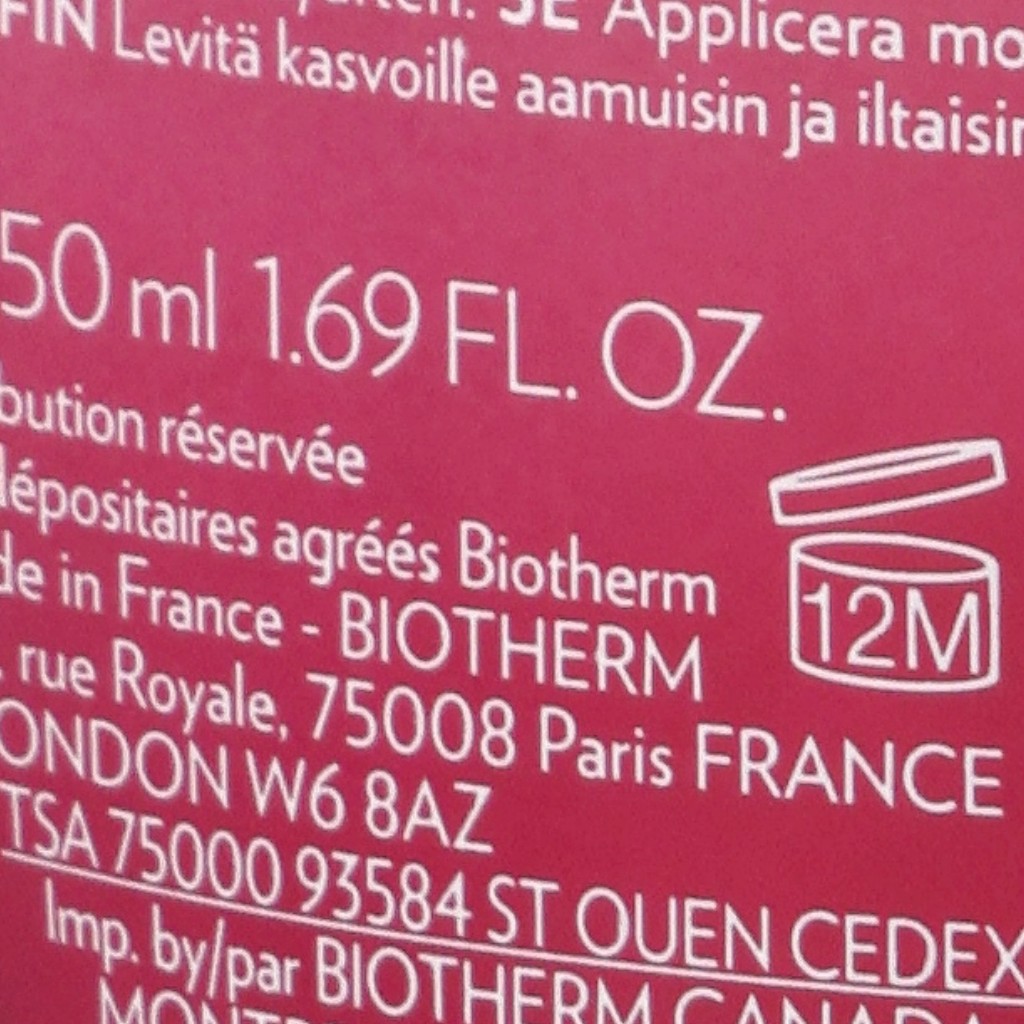 SE Applicera
FIN Levitä kasvoille aamuisin ja iltaisin
50 ml 1.69 FL. OZ.
bution réservée
dépositaires agréés Biotherm
de in France - BIOTHERM
12M
rue Royale, 75008 Paris FRANCE
ONDON W6 8AZ
TSA 75000 93584 ST OUEN CEDEX
Imp. by/par BIOTHERM CANADA